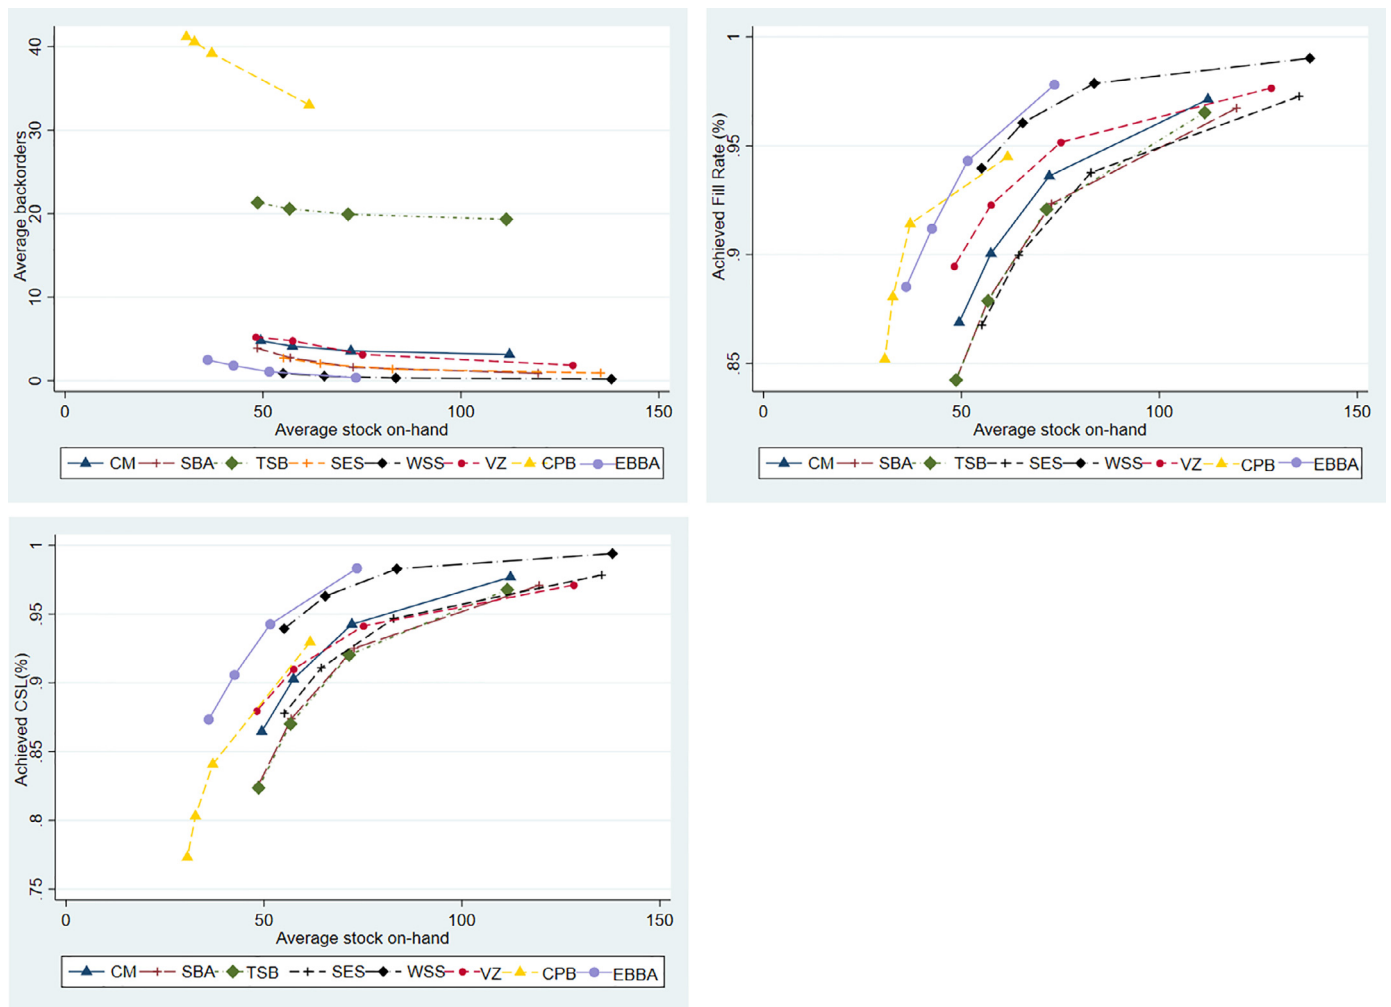 Average backorders
40
30
20
10
0
0 50 100 150
Average stock on-hand
CM SBA TSB SES WSS VZ CPB EBBA
Achieved Fill Rate (%)
1
.95
.9
.85
0 50 100 150
Average stock on-hand
CM SBA TSB SES WSS VZ CPB EBBA
Achieved CSL(%)
1
.95
.9
.85
.8
.75
0 50 100 150
Average stock on-hand
CM SBA TSB SES WSS VZ CPB EBBA